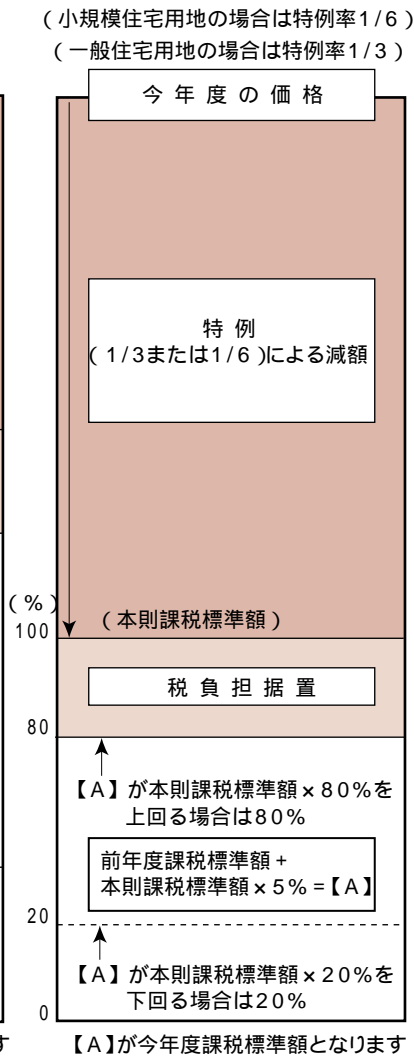 (小規模住宅用地の場合は特例率1/6)
(一般住宅用地の場合は特例率1/3)
今年度の価格
特例
(1/3または1/6)による減額
(%)
(本則課税標準額)
100
税負担据置
80
【A】が本則課税標準額×80%を
上回る場合は80%
前年度課税標準額+
本則課税標準額×5%=【A】
20
【A】が本則課税標準額×20%を
下回る場合は20%
0
す
【A】が今年度課税標準額となります